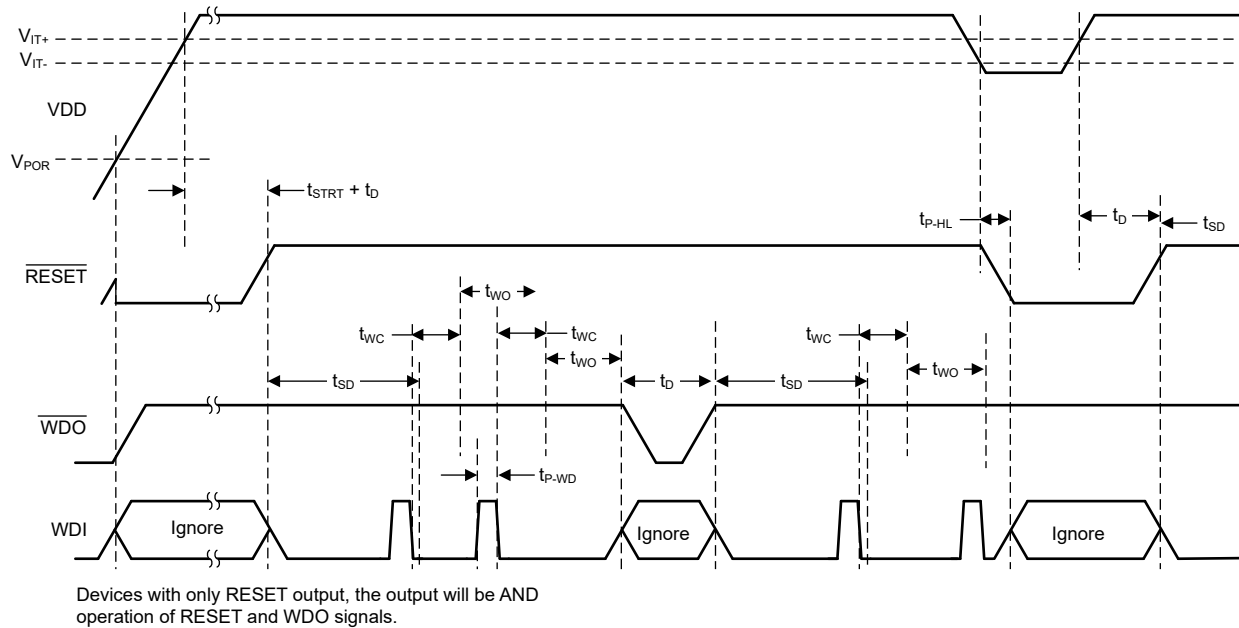 VIT+
VIT-
VDD
VPOR
tSTRT + tD
tP-HL
tD
tSD
RESET
tWO
tWC
tWC
tWC
tWO
tSD
tD
tSD
tWO
WDO
tP-WD
WDI
Ignore
Ignore
Ignore
Devices with only RESET output, the output will be AND
operation of RESET and WDO signals.